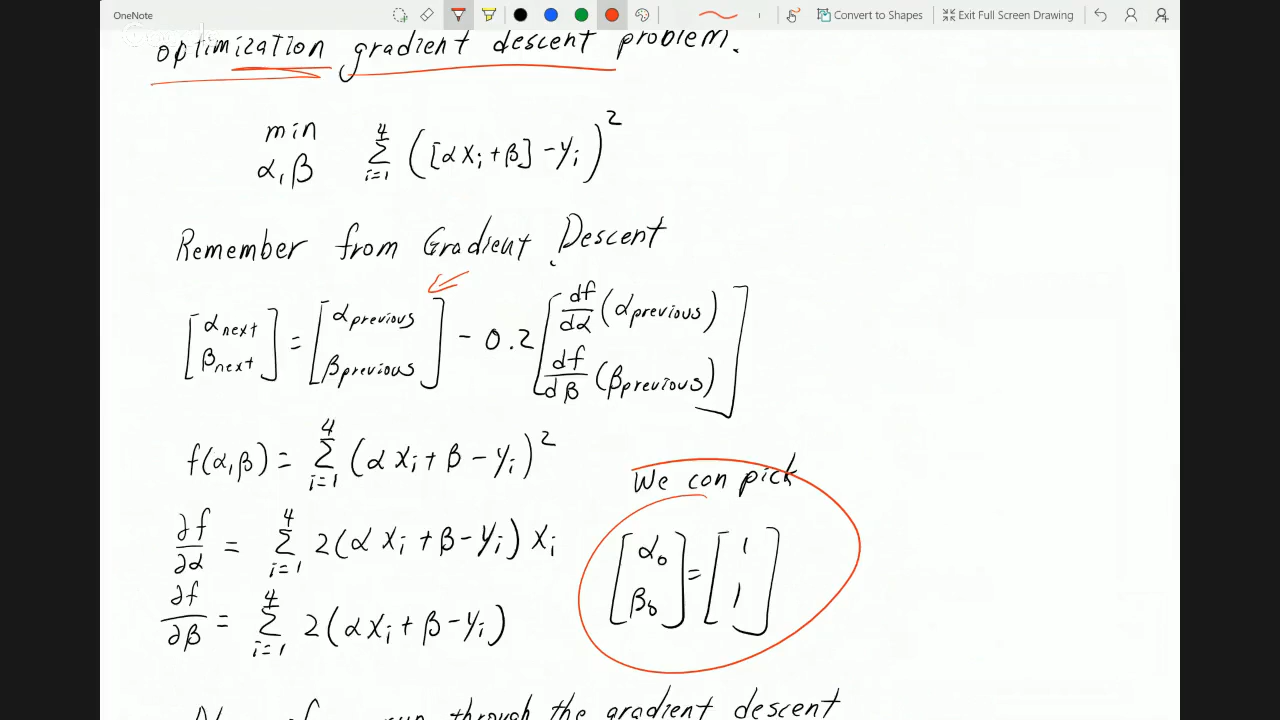 OneNote
Convert to Shapes
Exit Full Screen Drawing
optimization gradient descent problem.
min α,β Σ_{i=1}^{4} ([αx_i + β] - y_i)^2
Remember from Gradient Descent
[α_next β_next] = [α_previous β_previous] - 0.2 [df/dα (α_previous) df/dβ (β_previous)]
f(α,β) = Σ_{i=1}^{4} (αx_i + β - y_i)^2
∂f/∂α = Σ_{i=1}^{4} 2(αx_i + β - y_i) x_i
∂f/∂β = Σ_{i=1}^{4} 2(αx_i + β - y_i)
We can pick
[α_0 β_0] = [1 1]
run through the gradient descent